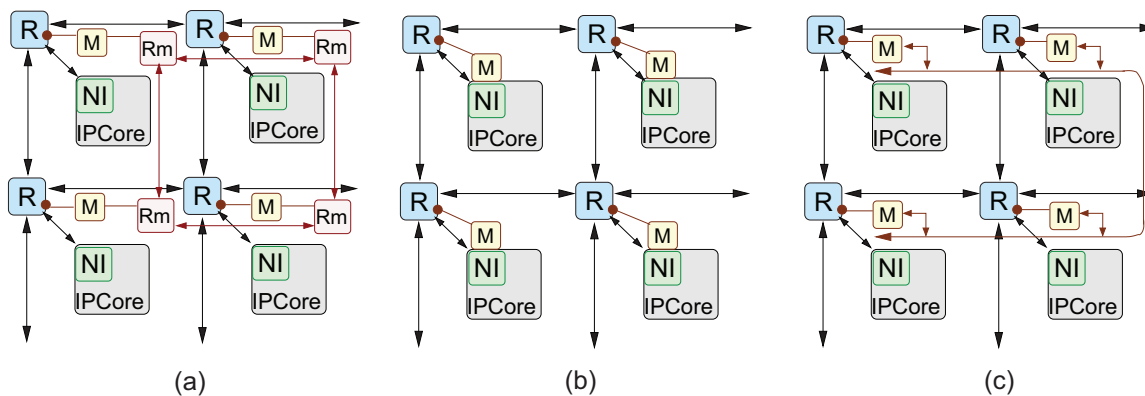 R M Rm R M Rm
NI NI
IPCore IPCore
R M Rm R M Rm
NI NI
IPCore IPCore
(a)
R R
M M
NI NI
IPCore IPCore
R R
M M
NI NI
IPCore IPCore
(b)
R M R M
NI NI
IPCore IPCore
R M R M
NI NI
IPCore IPCore
(c)